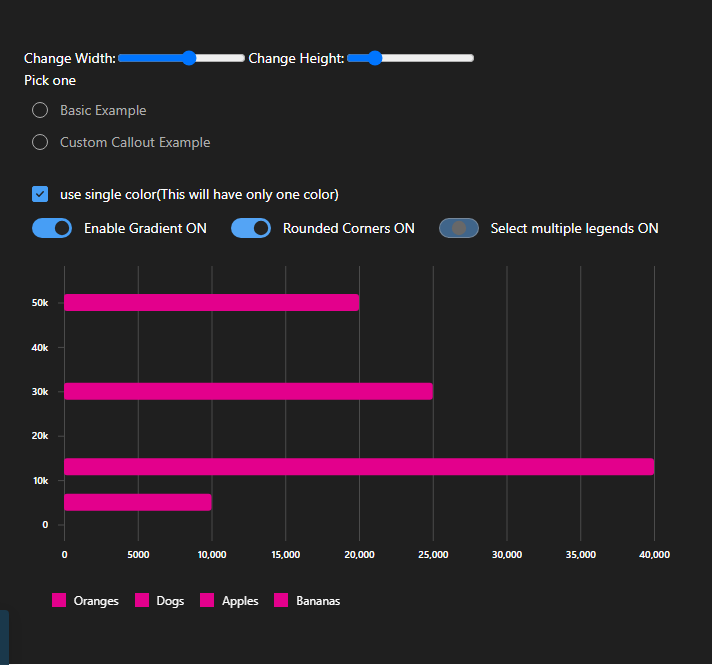 Change Width: Change Height:
Pick one
Basic Example
Custom Callout Example
use single color(This will have only one color)
Enable Gradient ON Rounded Corners ON Select multiple legends ON
50k
40k
30k
20k
10k
0
0 5000 10,000 15,000 20,000 25,000 30,000 35,000 40,000
Oranges Dogs Apples Bananas